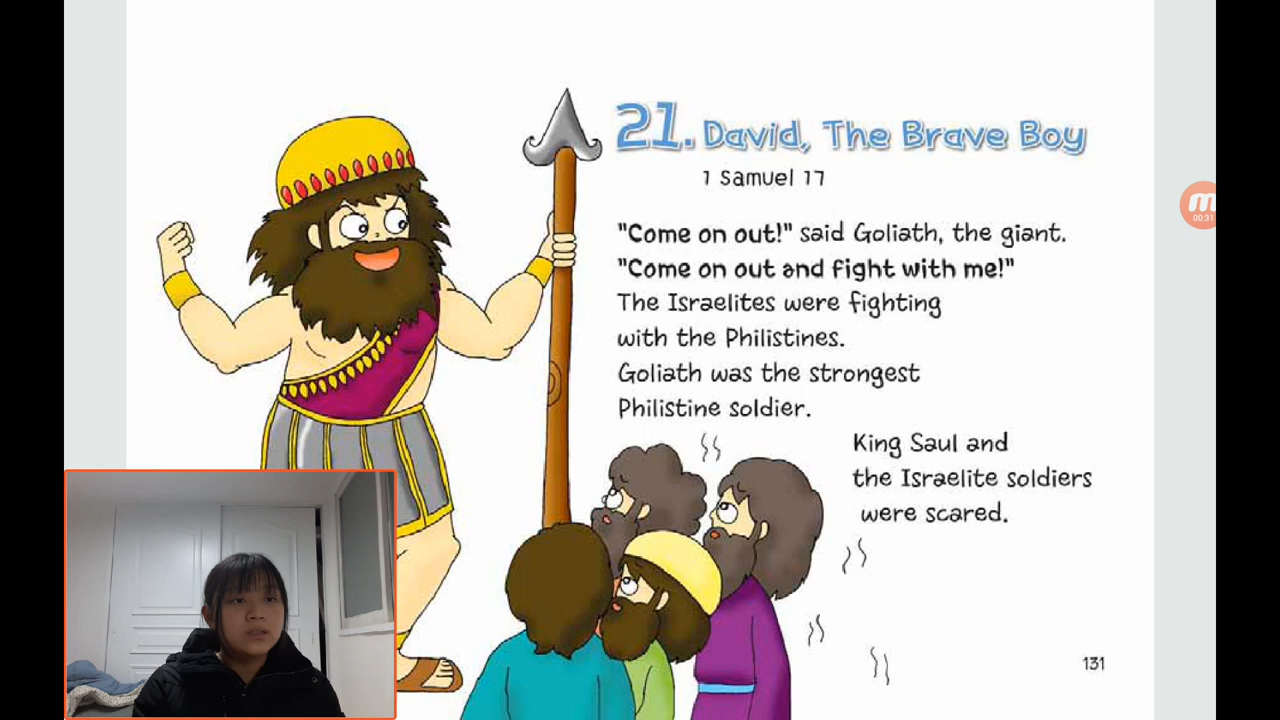 21. David, The Brave Boy
1 Samuel 17
"Come on out!" said Goliath, the giant.
"Come on out and fight with me!"
The Israelites were fighting
with the Philistines.
Goliath was the strongest
Philistine soldier.
King Saul and
the Israelite soldiers
were scared.
131
00:31